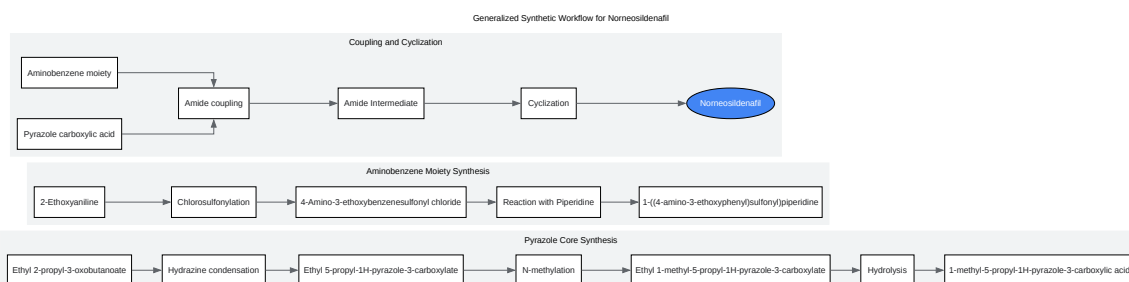 Generalized Synthetic Workflow for Norneosildenafil
Coupling and Cyclization
Aminobenzene moiety
Amide coupling
Amide Intermediate
Cyclization
Norneosildenafil
Pyrazole carboxylic acid
Aminobenzene Moiety Synthesis
2-Ethoxyaniline
Chlorosulfonylation
4-Amino-3-ethoxybenzenesulfonyl chloride
Reaction with Piperidine
1-((4-amino-3-ethoxyphenyl)sulfonyl)piperidine
Pyrazole Core Synthesis
Ethyl 2-propyl-3-oxobutanoate
Hydrazine condensation
Ethyl 5-propyl-1H-pyrazole-3-carboxylate
N-methylation
Ethyl 1-methyl-5-propyl-1H-pyrazole-3-carboxylate
Hydrolysis
1-methyl-5-propyl-1H-pyrazole-3-carboxylic acid